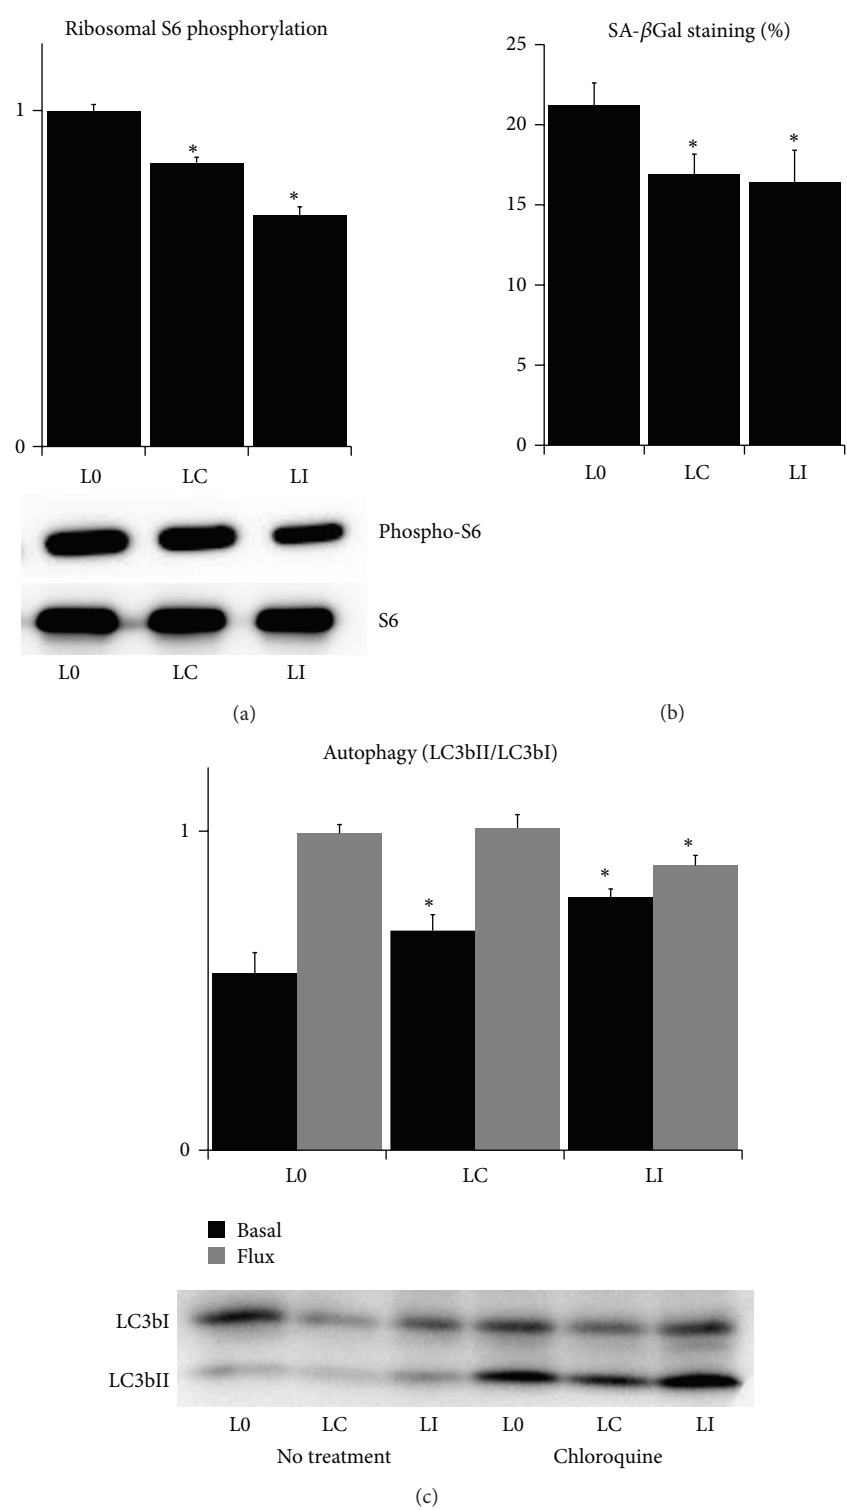 Ribosomal S6 phosphorylation
1
*
*
0
L0 LC LI
Phospho-S6
S6
L0 LC LI
(a)
SA-βGal staining (%)
25
20
15
10
5
0
*
*
L0 LC LI
(b)
Autophagy (LC3bII/LC3bI)
1
*
*
*
0
L0 LC LI
Basal
Flux
LC3bI
LC3bII
L0 LC LI L0 LC LI
No treatment Chloroquine
(c)